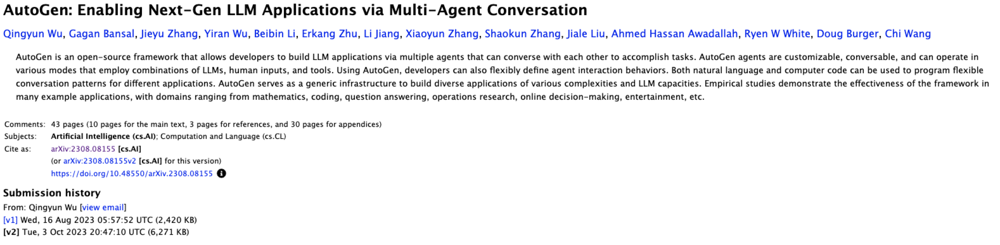 AutoGen: Enabling Next-Gen LLM Applications via Multi-Agent Conversation
Qingyun Wu, Gagan Bansal, Jieyu Zhang, Yiran Wu, Beibin Li, Erkang Zhu, Li Jiang, Xiaoyun Zhang, Shaokun Zhang, Jiale Liu, Ahmed Hassan Awadallah, Ryen W White, Doug Burger, Chi Wang
AutoGen is an open-source framework that allows developers to build LLM applications via multiple agents that can converse with each other to accomplish tasks. AutoGen agents are customizable, conversable, and can operate in
various modes that employ combinations of LLMs, human inputs, and tools. Using AutoGen, developers can also flexibly define agent interaction behaviors. Both natural language and computer code can be used to program flexible
conversation patterns for different applications. AutoGen serves as a generic infrastructure to build diverse applications of various complexities and LLM capacities. Empirical studies demonstrate the effectiveness of the framework in
many example applications, with domains ranging from mathematics, coding, question answering, operations research, online decision-making, entertainment, etc.
Comments: 43 pages (10 pages for the main text, 3 pages for references, and 30 pages for appendices)
Subjects: Artificial Intelligence (cs.AI); Computation and Language (cs.CL)
Cite as: arXiv:2308.08155 [cs.AI]
(or arXiv:2308.08155v2 [cs.AI] for this version)
https://doi.org/10.48550/arXiv.2308.08155
Submission history
From: Qingyun Wu [view email]
[v1] Wed, 16 Aug 2023 05:57:52 UTC (2,420 KB)
[v2] Tue, 3 Oct 2023 20:47:10 UTC (6,271 KB)